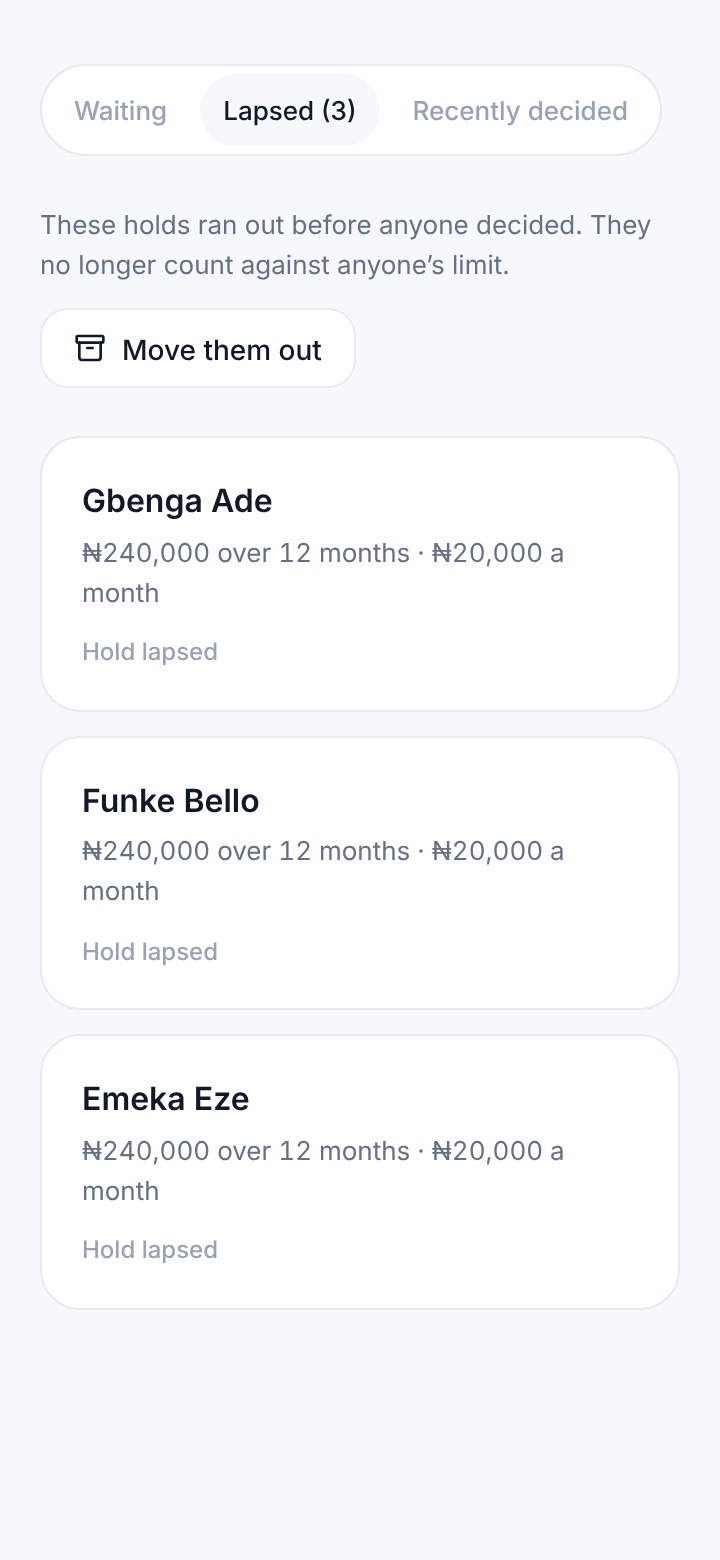 Waiting
Lapsed (3)
Recently decided
These holds ran out before anyone decided. They
no longer count against anyone’s limit.
Move them out
Gbenga Ade
₦240,000 over 12 months · ₦20,000 a
month
Hold lapsed
Funke Bello
₦240,000 over 12 months · ₦20,000 a
month
Hold lapsed
Emeka Eze
₦240,000 over 12 months · ₦20,000 a
month
Hold lapsed